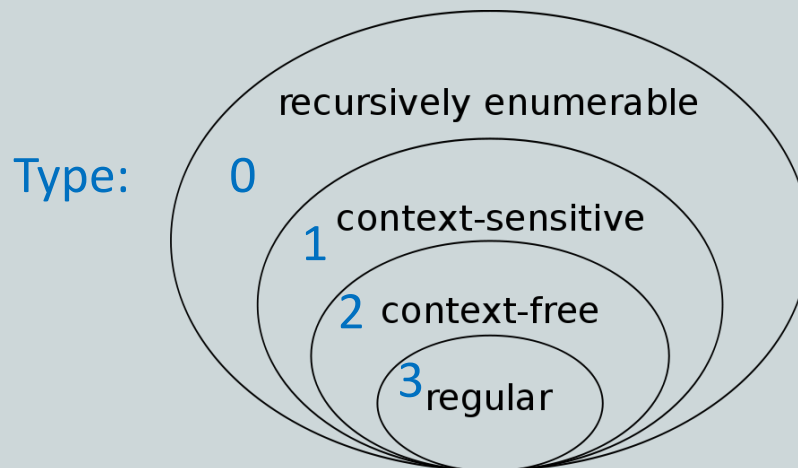 recursively enumerable
Type: 0
context-sensitive
1
2 context-free
3 regular